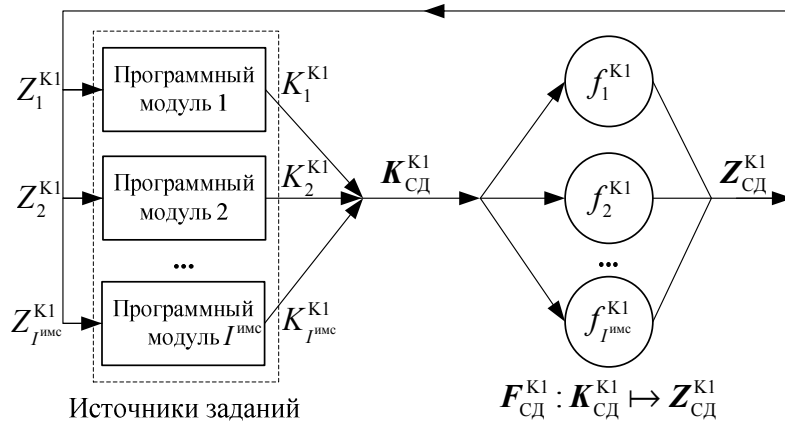 Z_1^{К1}
Программный
модуль 1
K_1^{К1}
f_1^{К1}
Z_2^{К1}
Программный
модуль 2
K_2^{К1}
K_{СД}^{К1}
f_2^{К1}
Z_{СД}^{К1}
...
...
Z_{I^{имс}}^{К1}
Программный
модуль I^{имс}
K_{I^{имс}}^{К1}
f_{I^{имс}}^{К1}
Источники заданий
F_{СД}^{К1} : K_{СД}^{К1} ↦ Z_{СД}^{К1}